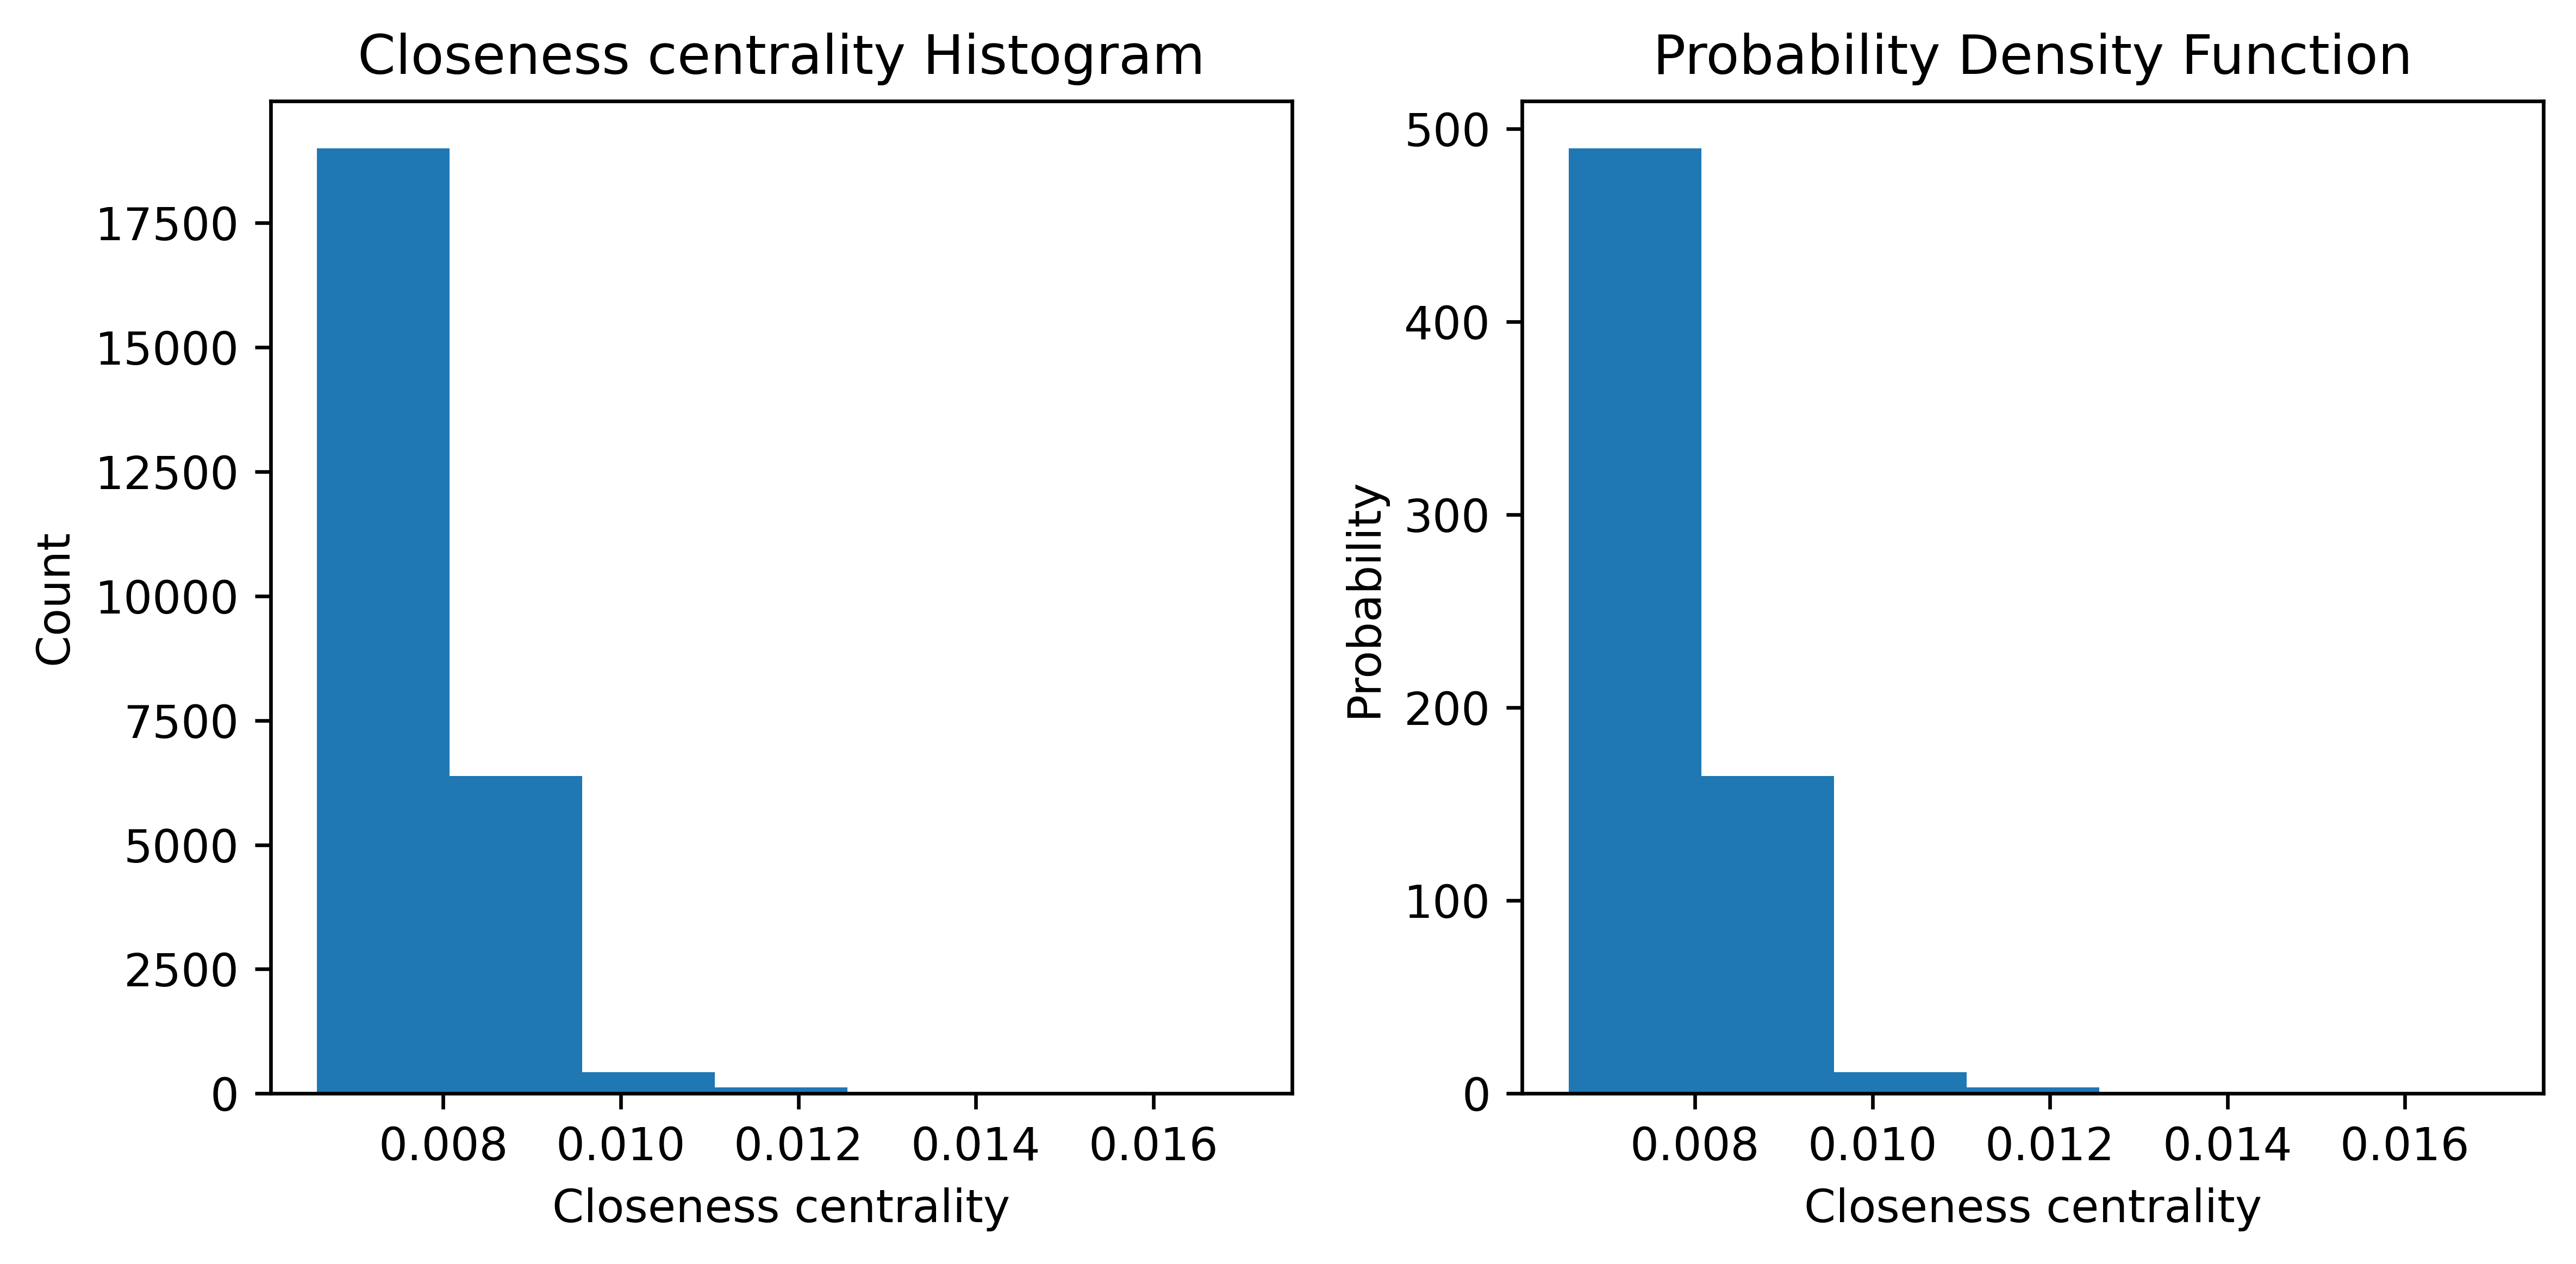 Closeness centrality Histogram
Count
17500
15000
12500
10000
7500
5000
2500
0
0.008 0.010 0.012 0.014 0.016
Closeness centrality
Probability Density Function
Probability
500
400
300
200
100
0
0.008 0.010 0.012 0.014 0.016
Closeness centrality